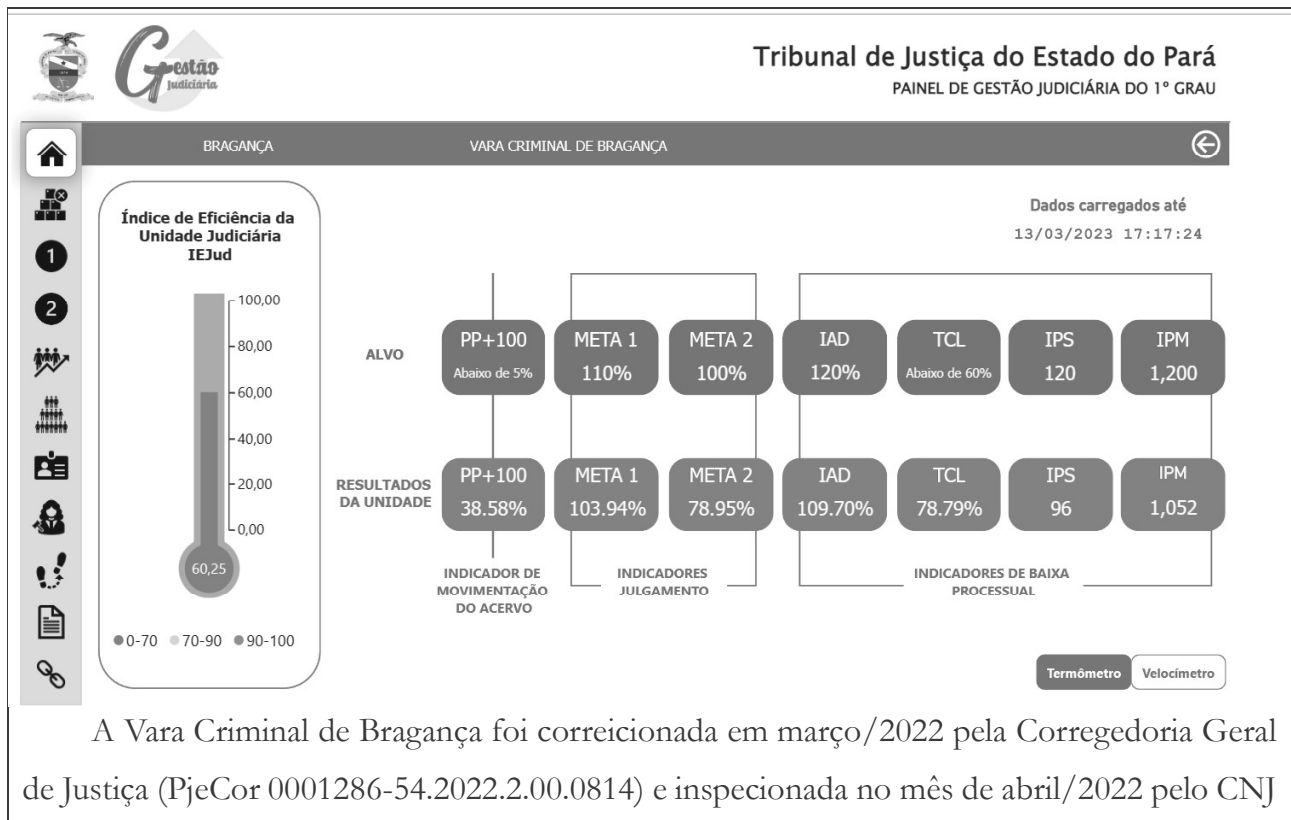 Gestão
Judiciária
Tribunal de Justiça do Estado do Pará
PAINEL DE GESTÃO JUDICIÁRIA DO 1º GRAU
BRAGANÇA
VARA CRIMINAL DE BRAGANÇA
Índice de Eficiência da
Unidade Judiciária
IEJud
100,00
80,00
60,00
40,00
20,00
0,00
60,25
0-70 70-90 90-100
1
2
Dados carregados até
13/03/2023 17:17:24
ALVO
PP+100
Abaixo de 5%
META 1
110%
META 2
100%
IAD
120%
TCL
Abaixo de 60%
IPS
120
IPM
1,200
RESULTADOS
DA UNIDADE
PP+100
38.58%
META 1
103.94%
META 2
78.95%
IAD
109.70%
TCL
78.79%
IPS
96
IPM
1,052
INDICADOR DE
MOVIMENTAÇÃO
DO ACERVO
INDICADORES
JULGAMENTO
INDICADORES DE BAIXA
PROCESSUAL
Termômetro
Velocímetro
A Vara Criminal de Bragança foi correicionada em março/2022 pela Corregedoria Geral
de Justiça (PjeCor 0001286-54.2022.2.00.0814) e inspecionada no mês de abril/2022 pelo CNJ